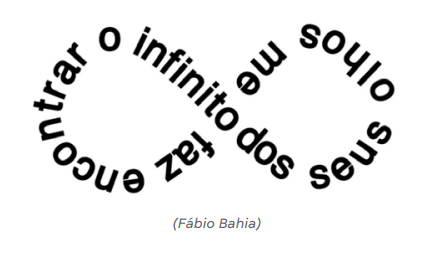 o infinito dos seus olhos me faz encontrar
(Fábio Bahia)